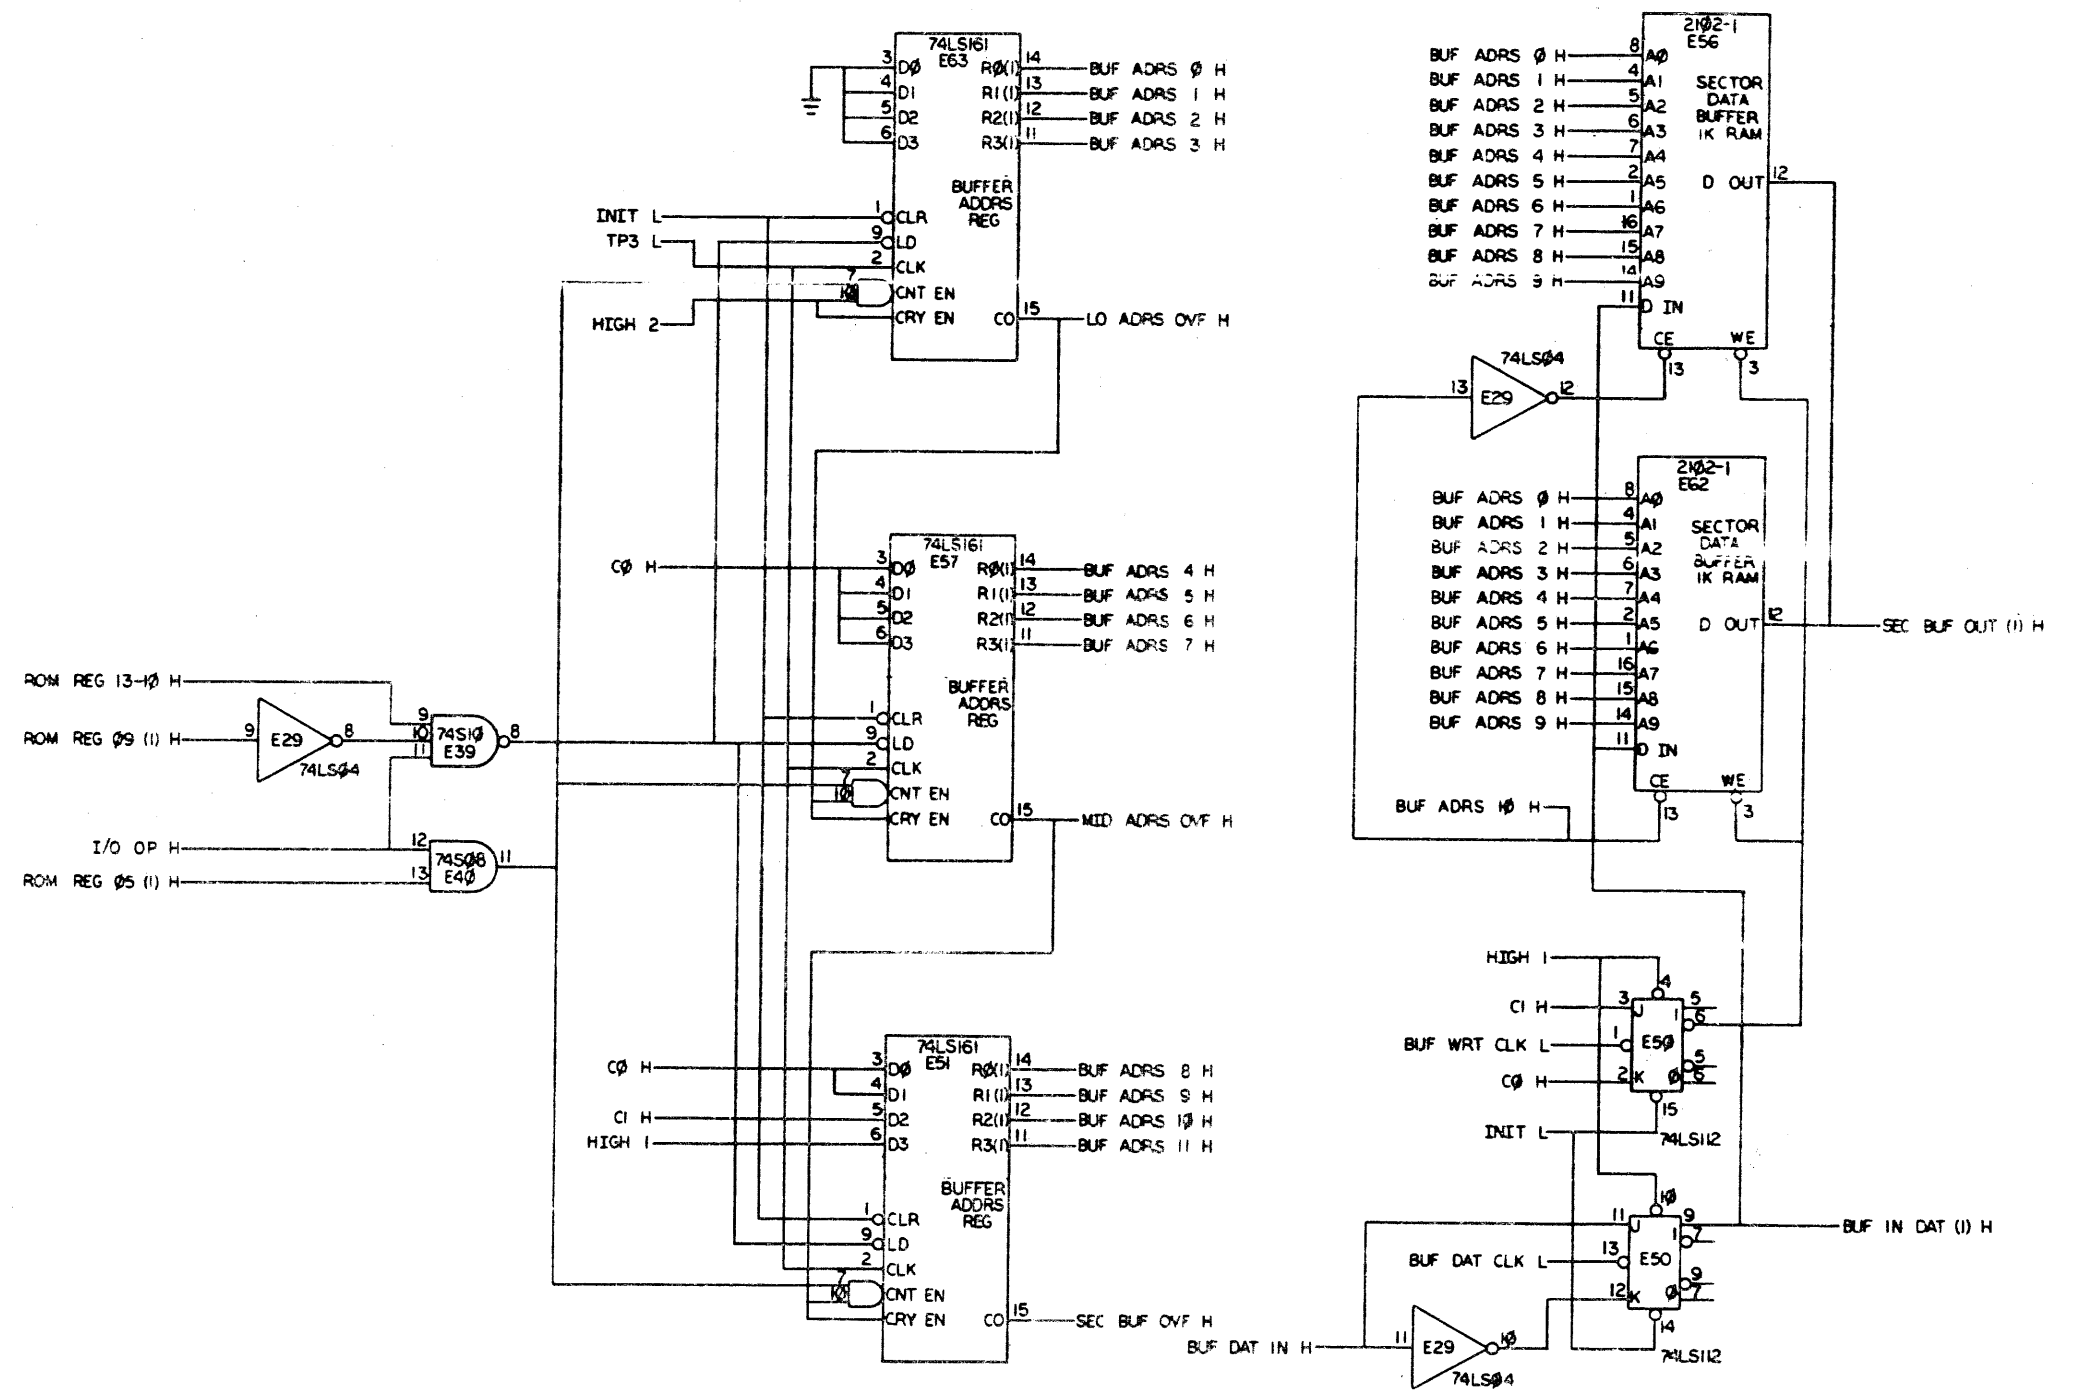 74LS161
E63
3 DØ RØ(1) 14 BUF ADRS Ø H
4 D1 R1(1) 13 BUF ADRS 1 H
5 D2 R2(1) 12 BUF ADRS 2 H
6 D3 R3(1) 11 BUF ADRS 3 H
BUFFER
ADDRS
REG
INIT L 1 CLR
TP3 L 9 LD
2 CLK
7
10 CNT EN
HIGH 2 CRY EN CO 15 LO ADRS OVF H
74LS161
E57
CØ H 3 DØ RØ(1) 14 BUF ADRS 4 H
4 D1 R1(1) 13 BUF ADRS 5 H
5 D2 R2(1) 12 BUF ADRS 6 H
6 D3 R3(1) 11 BUF ADRS 7 H
BUFFER
ADDRS
REG
1 CLR
9 LD
2 CLK
7
1Ø CNT EN
CRY EN CO 15 MID ADRS OVF H
ROM REG 13-1Ø H
ROM REG Ø9 (1) H 9 E29 8
74LSØ4
9
1Ø
11
74S1Ø
E39
8
I/O OP H 12
ROM REG Ø5 (1) H 13
74SØ8
E4Ø
11
74LS161
E51
CØ H 3 DØ RØ(1) 14 BUF ADRS 8 H
4 D1 R1(1) 13 BUF ADRS 9 H
C1 H 5 D2 R2(1) 12 BUF ADRS 1Ø H
HIGH 1 6 D3 R3(1) 11 BUF ADRS 11 H
BUFFER
ADDRS
REG
1 CLR
9 LD
2 CLK
7
1Ø CNT EN
CRY EN CO 15 SEC BUF OVF H
21Ø2-1
E56
SECTOR
DATA
BUFFER
1K RAM
BUF ADRS Ø H 8 AØ
BUF ADRS 1 H 4 A1
BUF ADRS 2 H 5 A2
BUF ADRS 3 H 6 A3
BUF ADRS 4 H 7 A4
BUF ADRS 5 H 2 A5 D OUT 12
BUF ADRS 6 H 1 A6
BUF ADRS 7 H 16 A7
BUF ADRS 8 H 15 A8
BUF ADRS 9 H 14 A9
11 D IN
CE WE
13 3
74LSØ4
13 E29 12
21Ø2-1
E62
SECTOR
DATA
BUFFER
1K RAM
BUF ADRS Ø H 8 AØ
BUF ADRS 1 H 4 A1
BUF ADRS 2 H 5 A2
BUF ADRS 3 H 6 A3
BUF ADRS 4 H 7 A4
BUF ADRS 5 H 2 A5 D OUT 12 SEC BUF OUT (1) H
BUF ADRS 6 H 1 A6
BUF ADRS 7 H 16 A7
BUF ADRS 8 H 15 A8
BUF ADRS 9 H 14 A9
11 D IN
CE WE
BUF ADRS 1Ø H 13 3
HIGH 1 4
C1 H 3 J 1 5
6
BUF WRT CLK L 1 E5Ø
5
CØ H 2 K Ø 6
15
INIT L 74LS112
1Ø
11 J 1 9 BUF IN DAT (1) H
7
BUF DAT CLK L 13 E50
9
12 K Ø 7
14
BUF DAT IN H 11 E29 1Ø
74LS112
74LSØ4